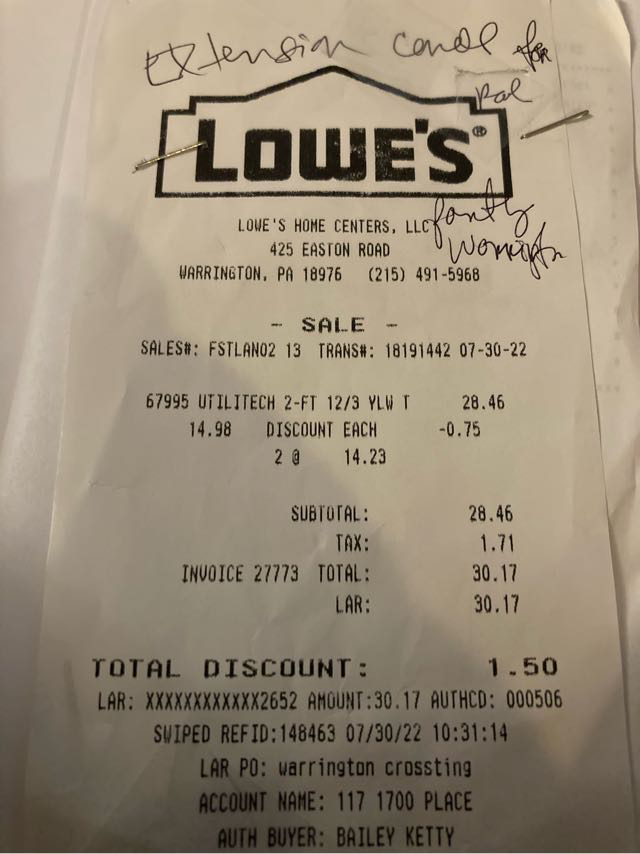 Extension cord for
LOWE'S®
LOWE'S HOME CENTERS, LLC
425 EASTON ROAD
WARRINGTON, PA 18976 (215) 491-5968
- SALE -
SALES#: FSTLAN02 13 TRANS#: 18191442 07-30-22
67995 UTILITECH 2-FT 12/3 YLW T 28.46
14.98 DISCOUNT EACH -0.75
2 @ 14.23
SUBTOTAL: 28.46
TAX: 1.71
INVOICE 27773 TOTAL: 30.17
LAR: 30.17
TOTAL DISCOUNT: 1.50
LAR: XXXXXXXXXXXX2652 AMOUNT:30.17 AUTHCD: 000506
SWIPED REFID:148463 07/30/22 10:31:14
LAR PO: warrington crossting
ACCOUNT NAME: 117 1700 PLACE
AUTH BUYER: BAILEY KETTY